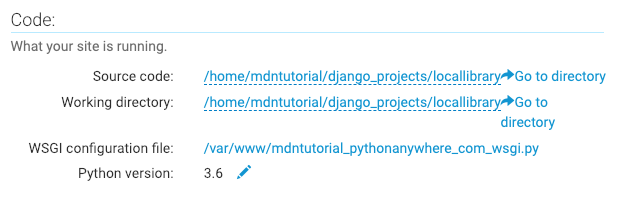 Code:
What your site is running.
Source code: /home/mdntutorial/django_projects/locallibrary Go to directory
Working directory: /home/mdntutorial/django_projects/locallibrary Go to
directory
WSGI configuration file: /var/www/mdntutorial_pythonanywhere_com_wsgi.py
Python version: 3.6